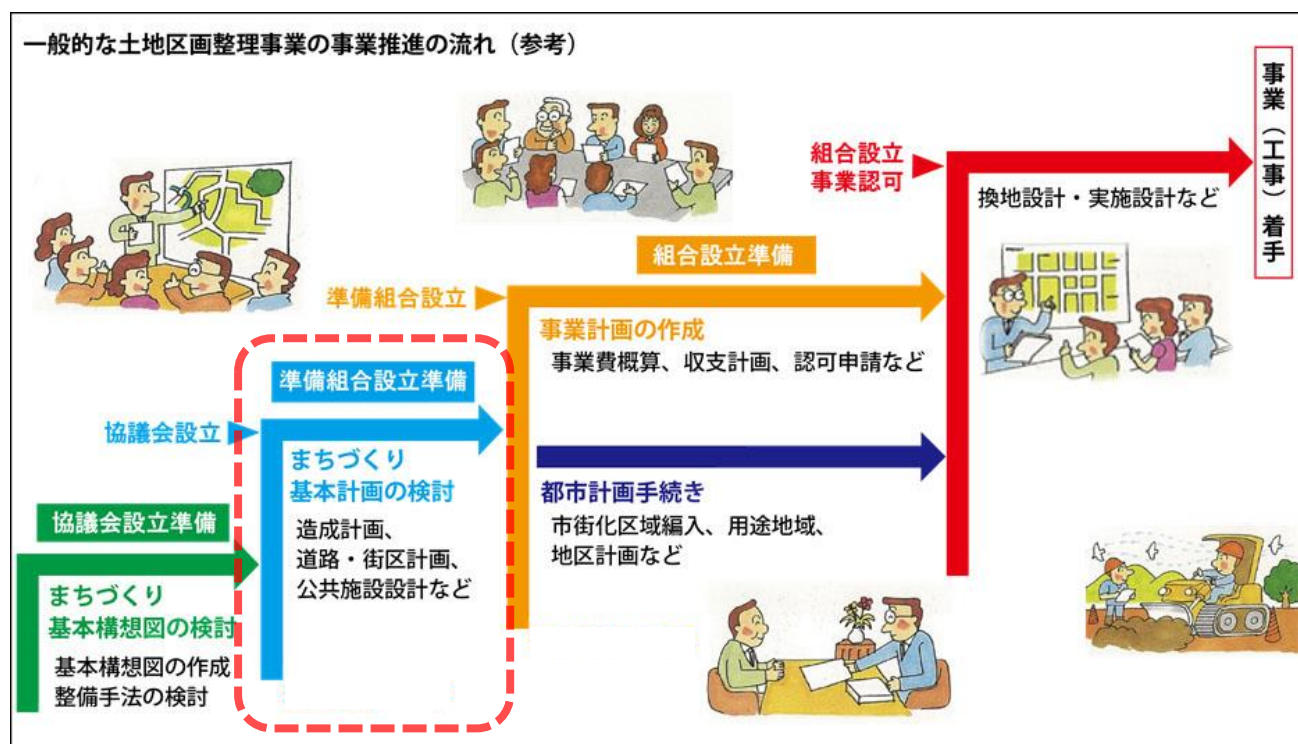 一般的な土地区画整理事業の事業推進の流れ（参考）
事業（工事）着手
組合設立
事業認可
換地設計・実施設計など
組合設立準備
準備組合設立
事業計画の作成
事業費概算、収支計画、認可申請など
準備組合設立準備
協議会設立
まちづくり
基本計画の検討
造成計画、
道路・街区計画、
公共施設設計など
都市計画手続き
市街化区域編入、用途地域、
地区計画など
協議会設立準備
まちづくり
基本構想図の検討
基本構想図の作成
整備手法の検討